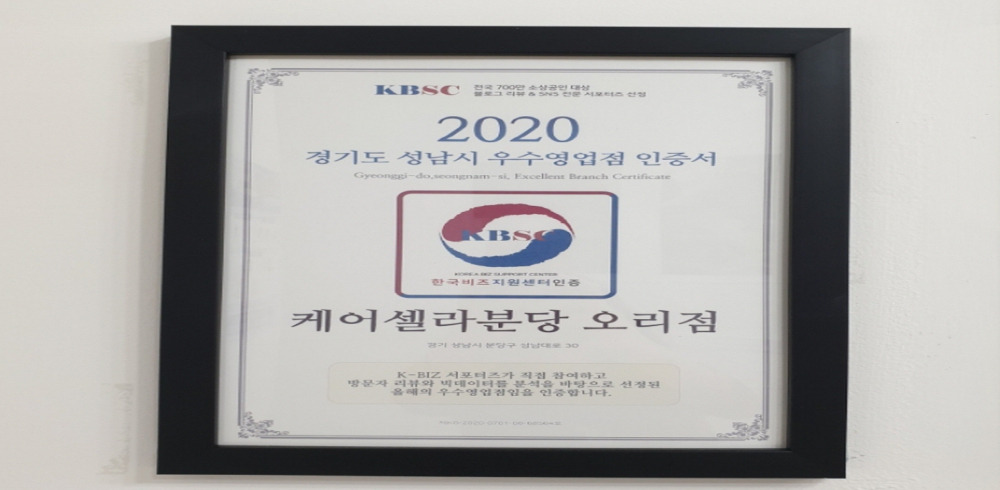 KBSC 전국 700만 소상공인 대상
블로그 리뷰 & SNS 전문 서포터즈 선정
2020
경기도 성남시 우수영업점 인증서
Gyeonggi-do,seongnam-si, Excellent Branch Certificate
KBSC
KOREA BIZ SUPPORT CENTER
한국비즈지원센터인증
케어셀라분당 오리점
경기 성남시 분당구 성남대로 30
K-BIZ 서포터즈가 직접 참여하고
방문자 리뷰와 빅데이터를 분석을 바탕으로 선정된
올해의 우수영업점임을 인증합니다.